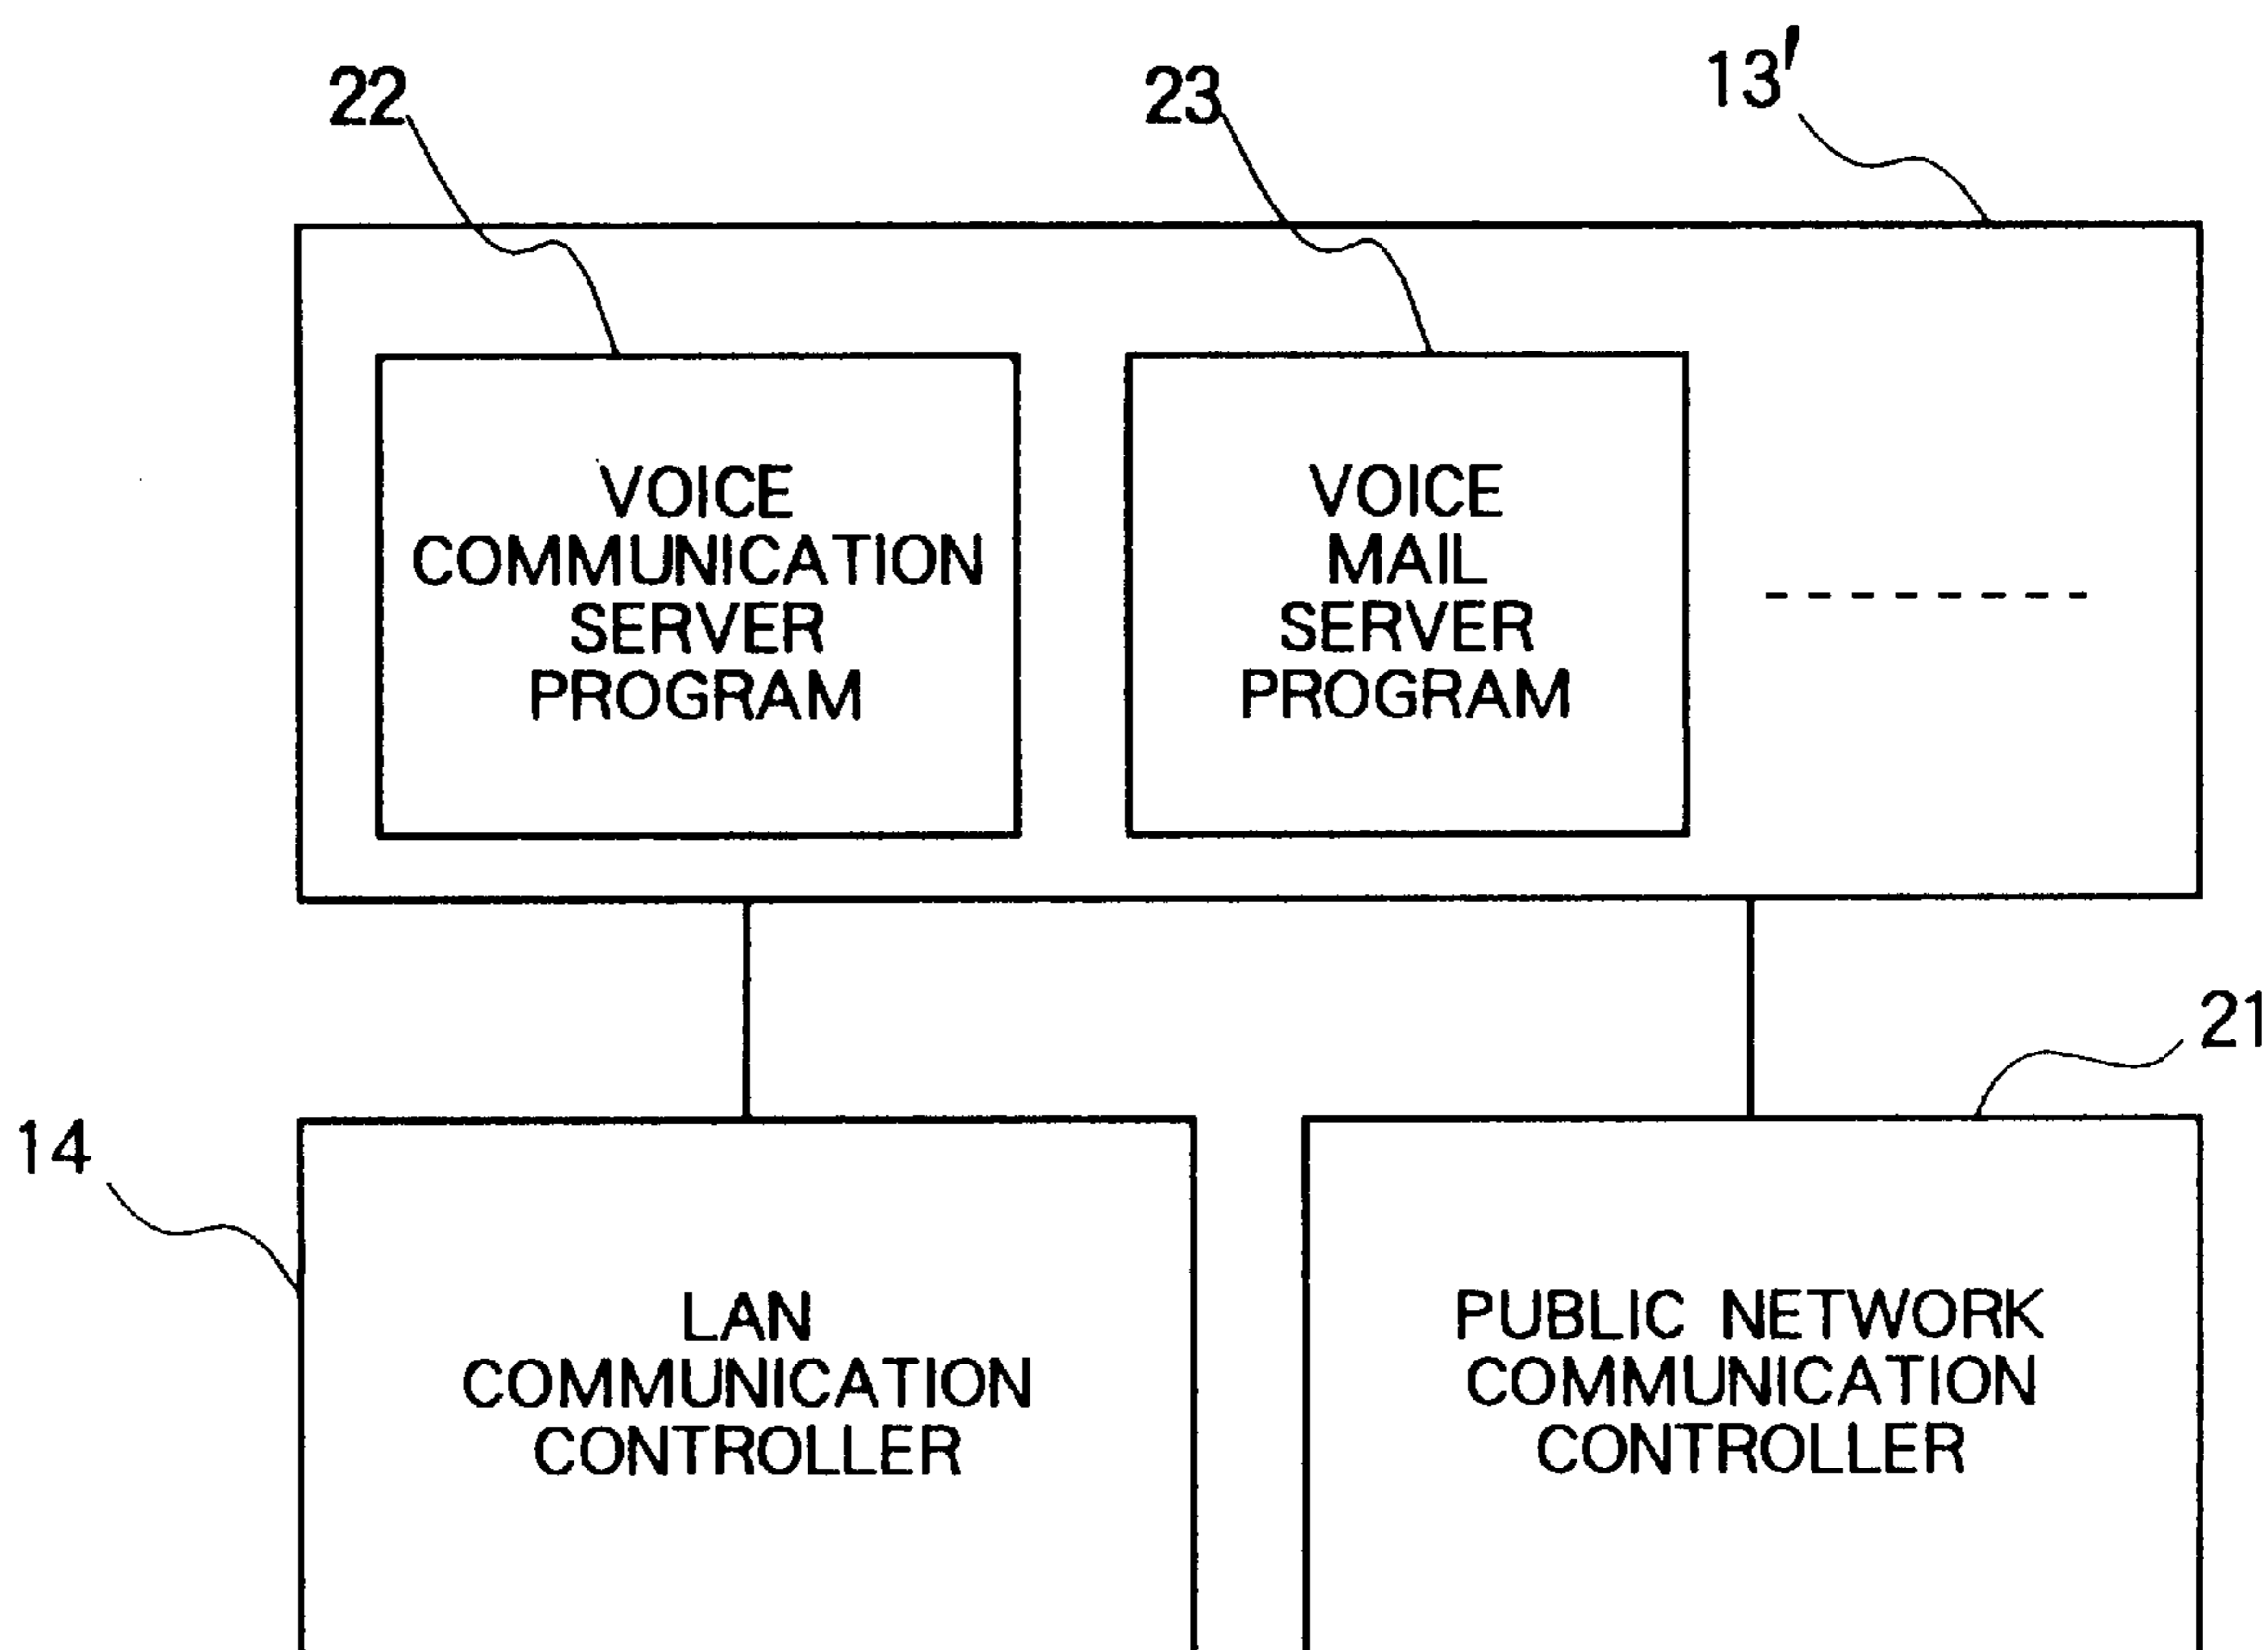 22
23
13'
VOICE
COMMUNICATION
SERVER
PROGRAM
VOICE
MAIL
SERVER
PROGRAM
21
14
LAN
COMMUNICATION
CONTROLLER
PUBLIC NETWORK
COMMUNICATION
CONTROLLER